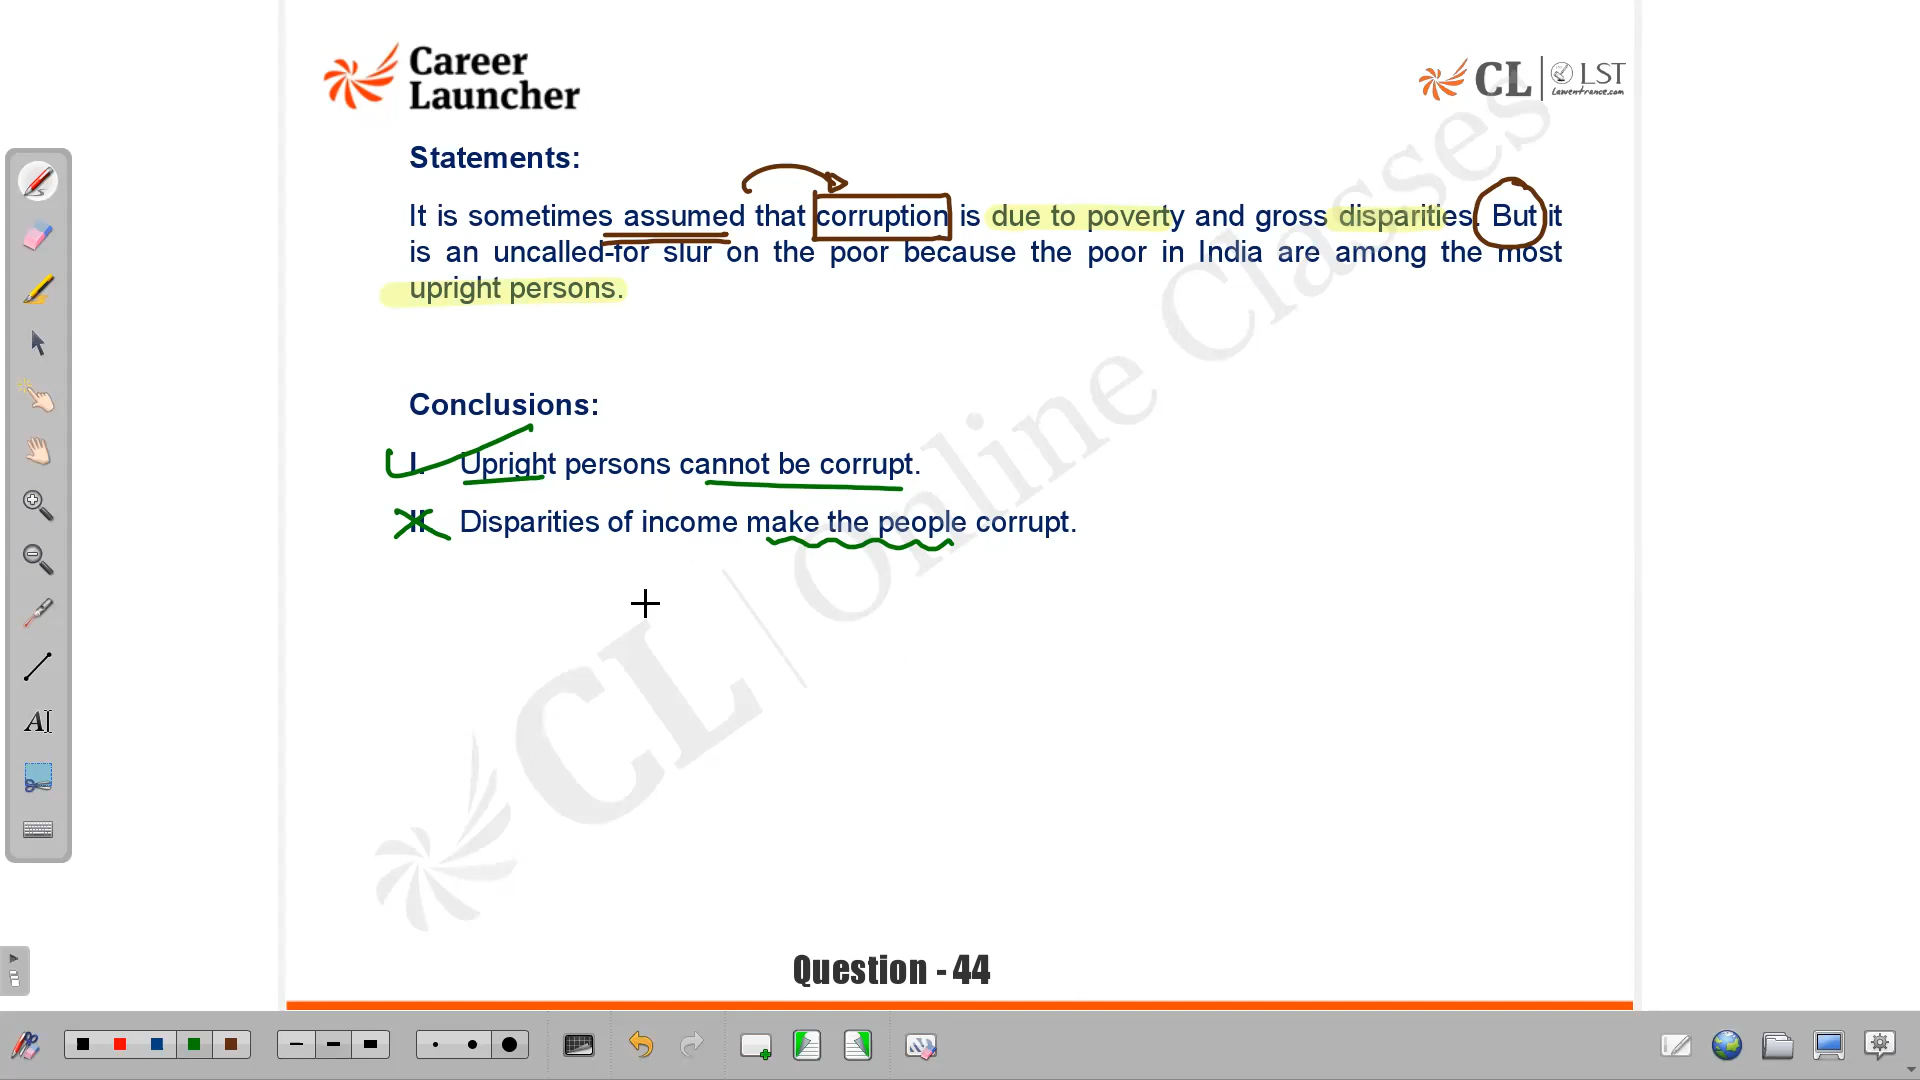 Career
Launcher
CL LST
Lawentrance.com
Statements:
It is sometimes assumed that corruption is due to poverty and gross disparities. But it
is an uncalled-for slur on the poor because the poor in India are among the most
upright persons.
Conclusions:
I. Upright persons cannot be corrupt.
II. Disparities of income make the people corrupt.
CL Online Classes
Question - 44